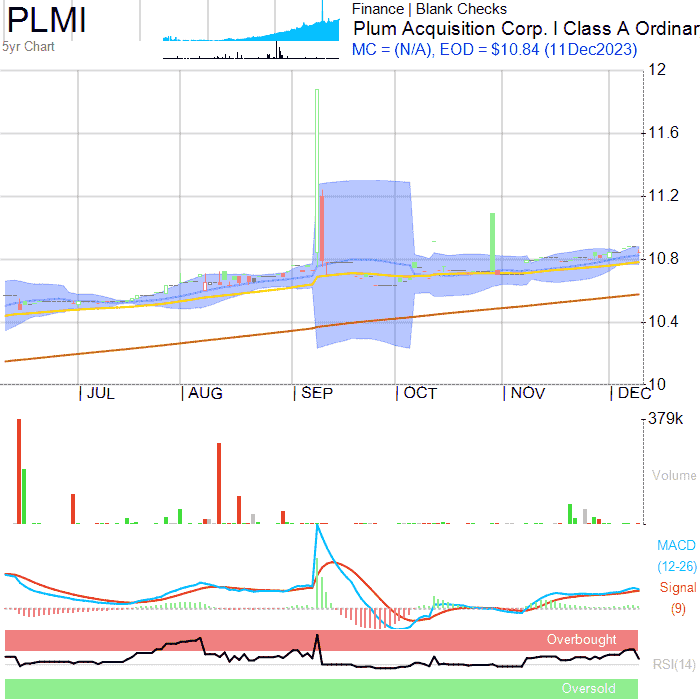 PLMI
5yr Chart
Finance | Blank Checks
Plum Acquisition Corp. I Class A Ordinar
MC = (N/A), EOD = $10.84 (11Dec2023)
12
11.6
11.2
10.8
10.4
10
JUL AUG SEP OCT NOV DEC
379k
Volume
MACD
(12-26)
Signal
(9)
Overbought
RSI(14)
Oversold